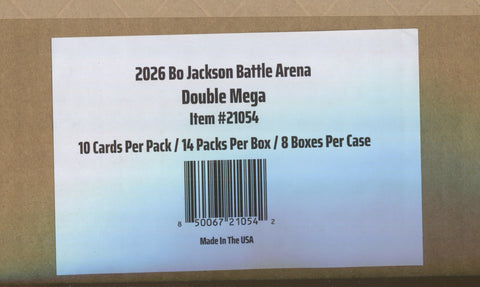 2026 Bo Jackson Battle Arena
Double Mega
Item #21054
10 Cards Per Pack / 14 Packs Per Box / 8 Boxes Per Case
8 50067 21054 2
Made In The USA